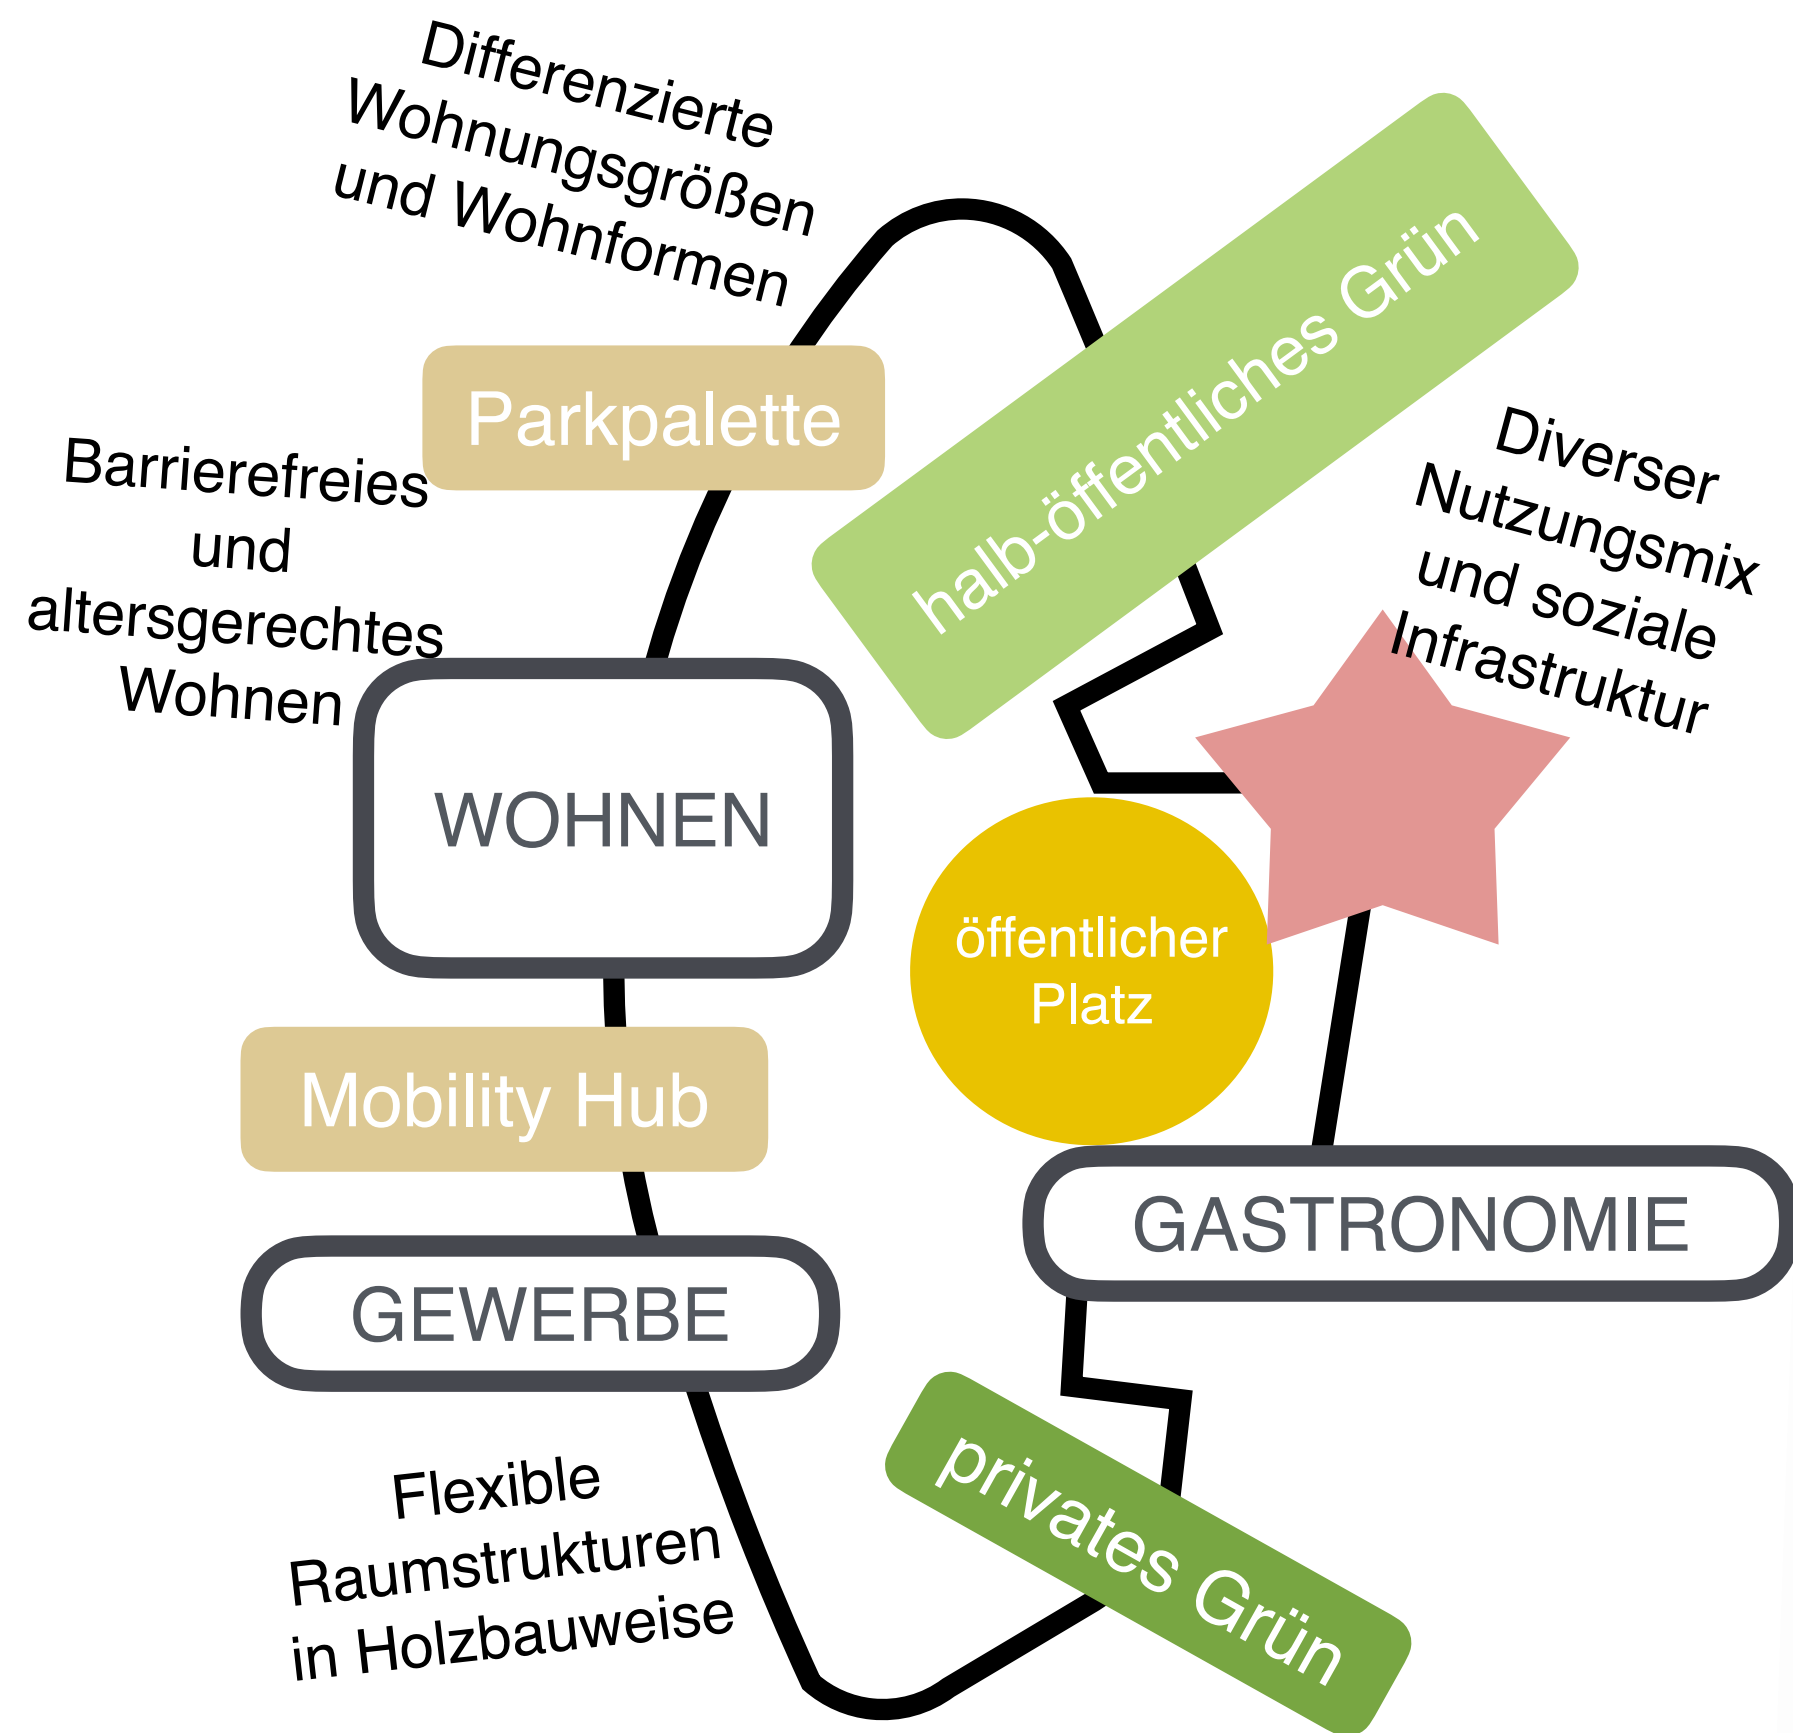 Differenzierte
Wohnungsgrößen
und Wohnformen
Parkpalette
halb-öffentliches Grün
Barrierefreies
und
altersgerechtes
Wohnen
Diverser
Nutzungsmix
und soziale
Infrastruktur
WOHNEN
öffentlicher
Platz
Mobility Hub
GASTRONOMIE
GEWERBE
privates Grün
Flexible
Raumstrukturen
in Holzbauweise